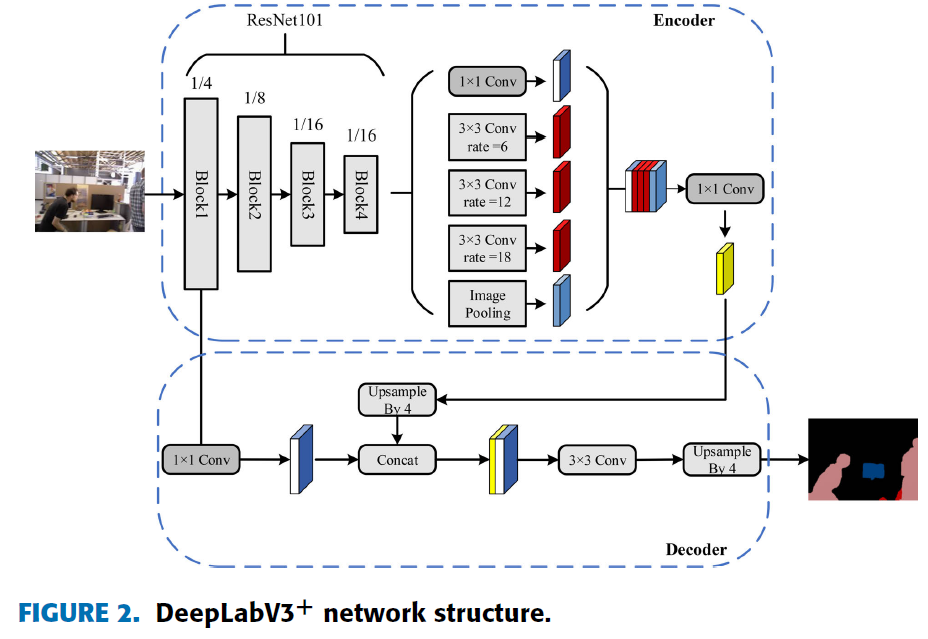 ResNet101
Encoder
1/4
1/8
1/16
1/16
Block1
Block2
Block3
Block4
1×1 Conv
3×3 Conv
rate =6
3×3 Conv
rate =12
3×3 Conv
rate =18
Image
Pooling
1×1 Conv
Upsample
By 4
1×1 Conv
Concat
3×3 Conv
Upsample
By 4
Decoder
FIGURE 2. DeepLabV3+ network structure.